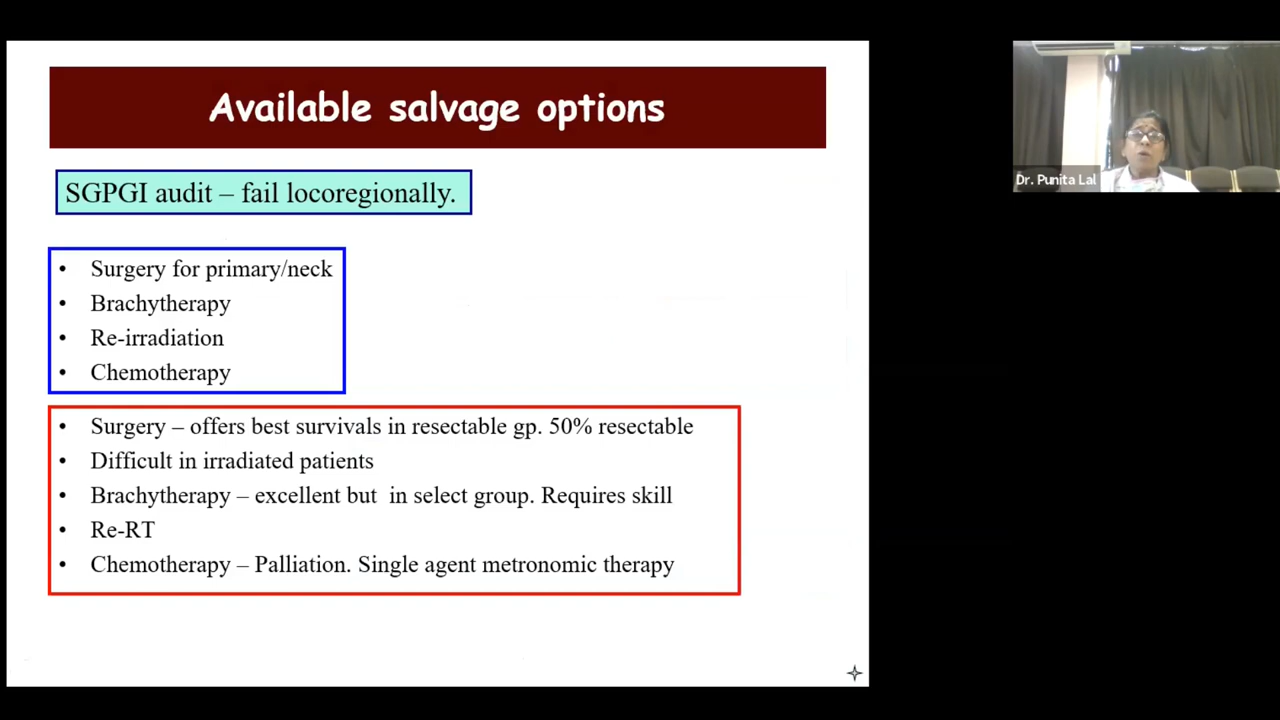 Available salvage options
SGPGI audit – fail locoregionally.
• Surgery for primary/neck
• Brachytherapy
• Re-irradiation
• Chemotherapy
• Surgery – offers best survivals in resectable gp. 50% resectable
• Difficult in irradiated patients
• Brachytherapy – excellent but in select group. Requires skill
• Re-RT
• Chemotherapy – Palliation. Single agent metronomic therapy
Dr. Punita Lal